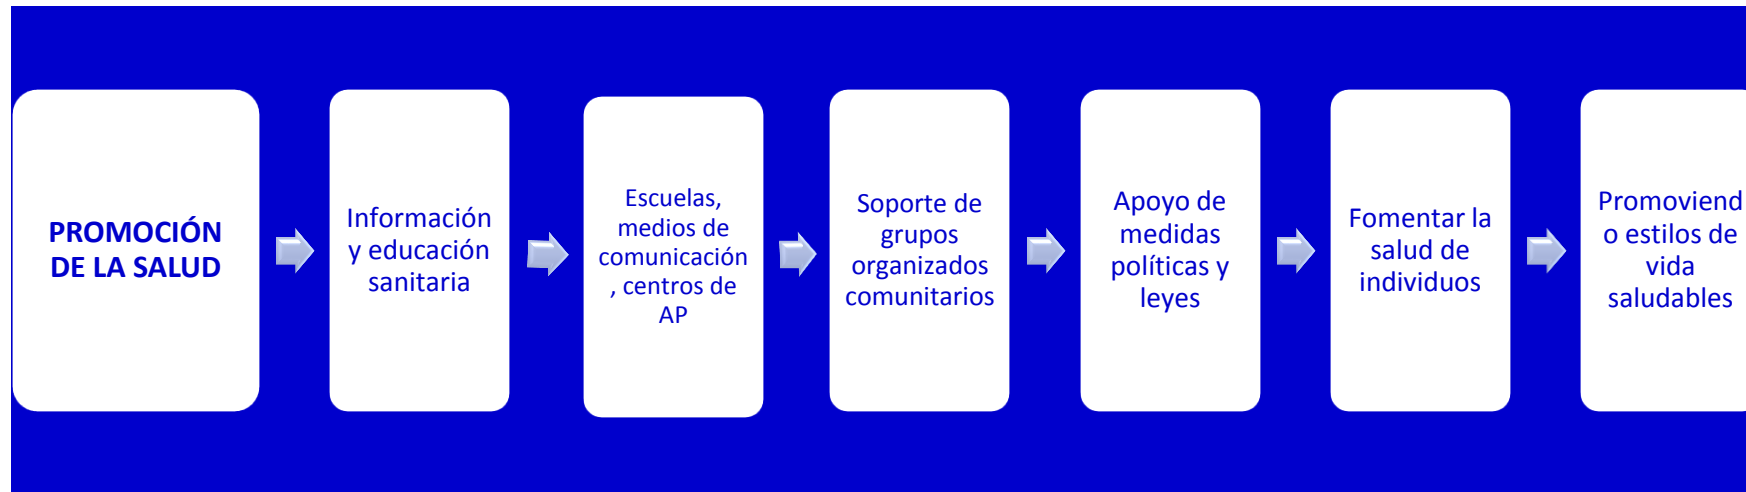 PROMOCIÓN
DE LA SALUD
Información
y educación
sanitaria
Escuelas,
medios de
comunicación
, centros de
AP
Soporte de
grupos
organizados
comunitarios
Apoyo de
medidas
políticas y
leyes
Fomentar la
salud de
individuos
Promoviend
o estilos de
vida
saludables